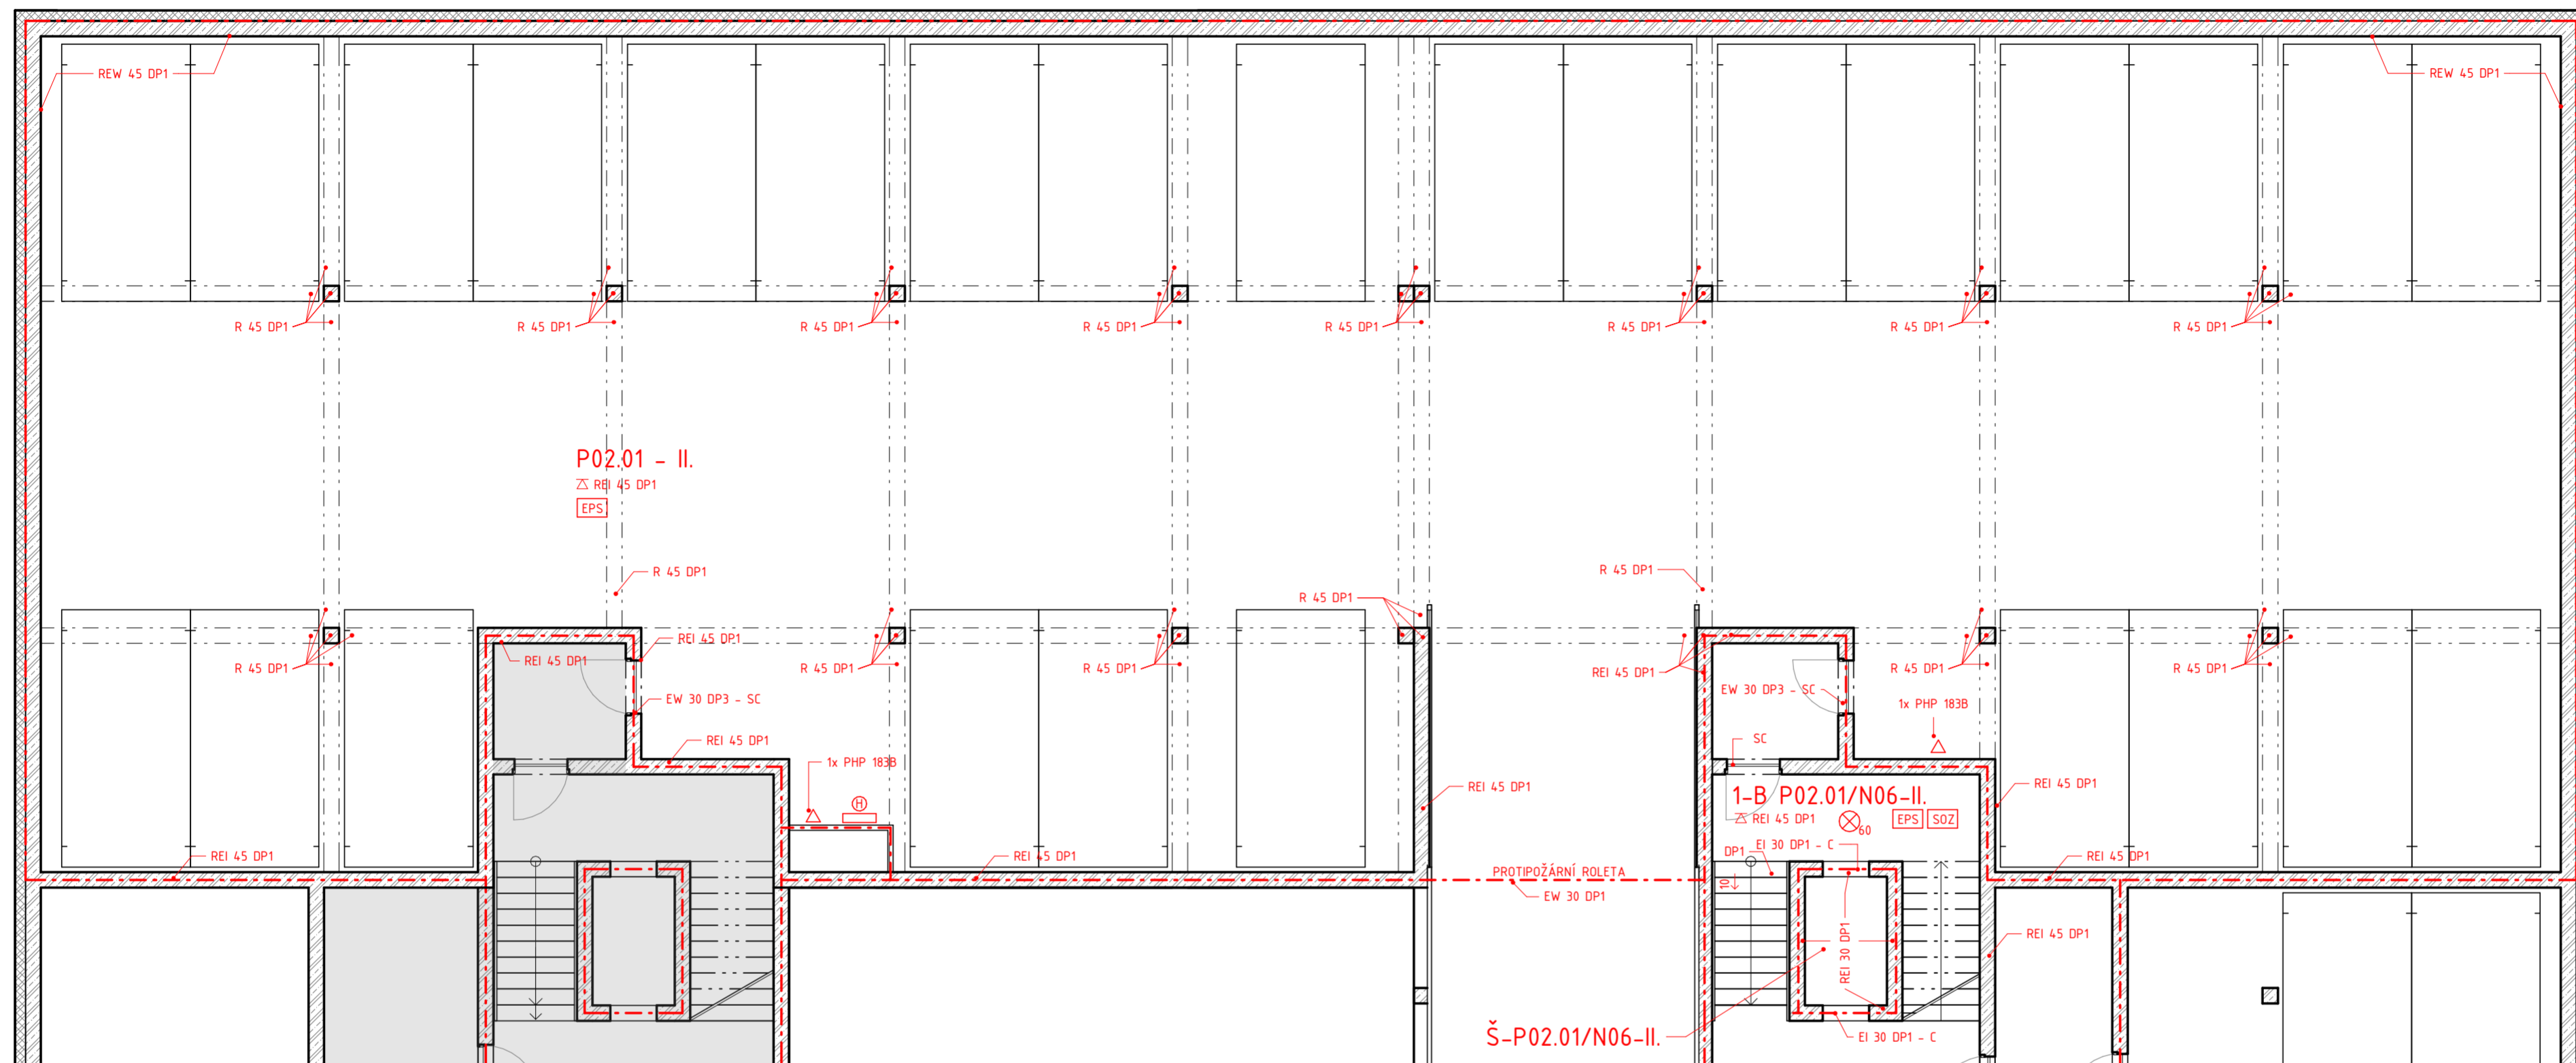 REW 45 DP1
REW 45 DP1
R 45 DP1
R 45 DP1
R 45 DP1
R 45 DP1
R 45 DP1
R 45 DP1
R 45 DP1
R 45 DP1
P02.01 - II.
REI 45 DP1
EPS
R 45 DP1
R 45 DP1
R 45 DP1
REI 45 DP1
REI 45 DP1
R 45 DP1
R 45 DP1
R 45 DP1
REI 45 DP1
R 45 DP1
R 45 DP1
EW 30 DP3 - SC
EW 30 DP3 - SC
1x PHP 183B
REI 45 DP1
SC
1x PHP 183B
REI 45 DP1
REI 45 DP1
1-B P02.01/N06-II.
H
REI 45 DP1
60
EPS
SOZ
REI 45 DP1
REI 45 DP1
DP1
EI 30 DP1 - C
REI 45 DP1
PROTIPOŽÁRNÍ ROLETA
EW 30 DP1
10
REI 30 DP1
REI 45 DP1
Š-P02.01/N06-II.
EI 30 DP1 - C